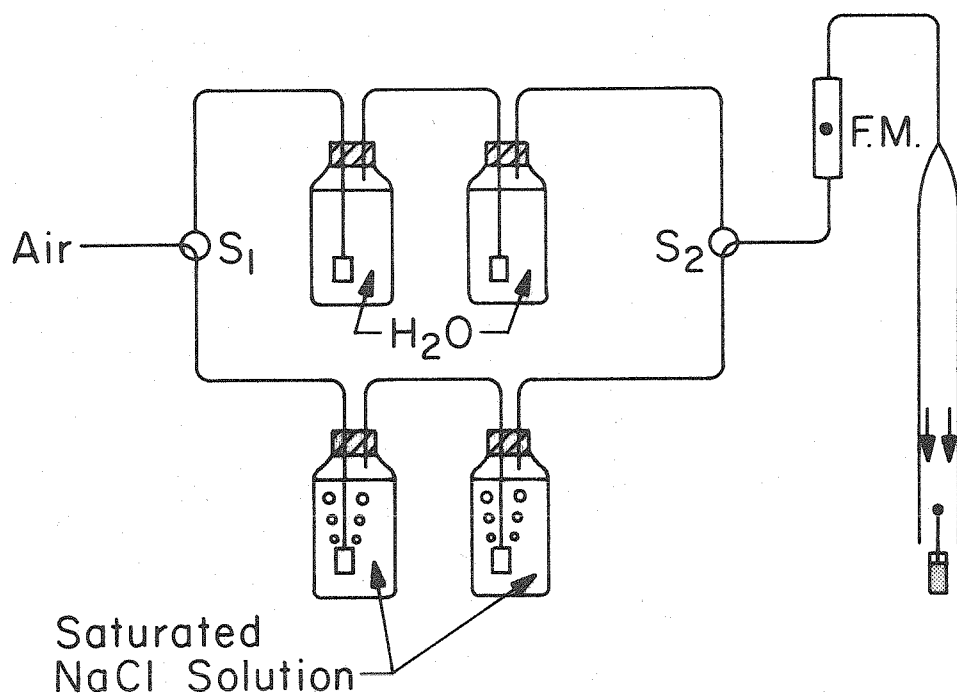 F.M.
Air
S1
S2
H2O
Saturated
NaCl Solution